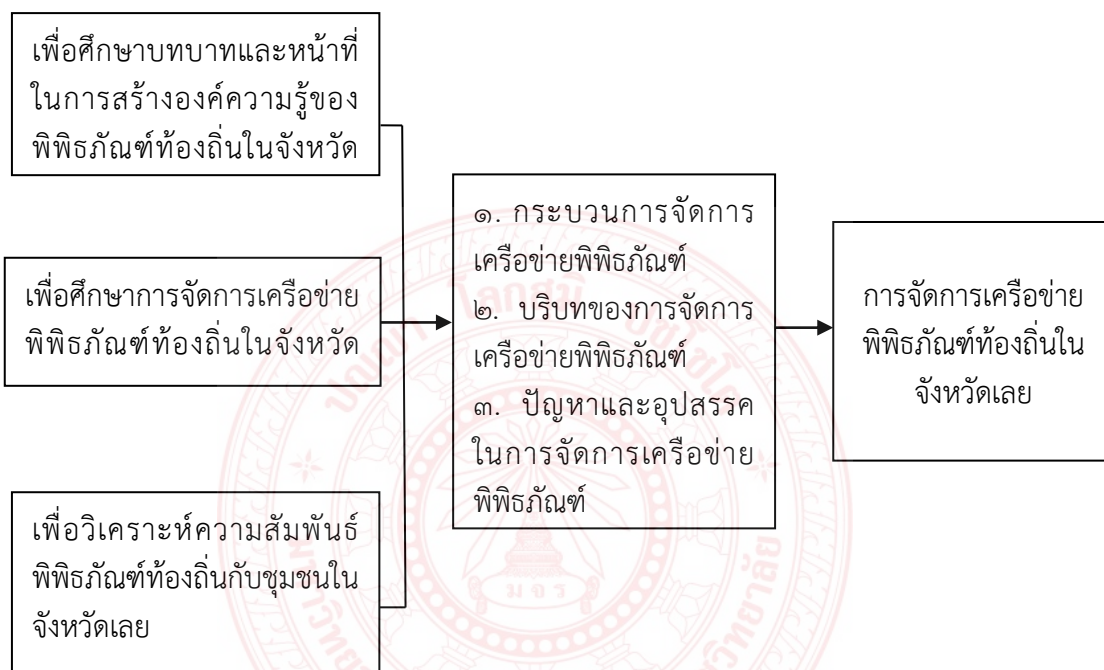 เพื่อศึกษาบทบาทและหน้าที่
ในการสร้างองค์ความรู้ของ
พิพิธภัณฑ์ท้องถิ่นในจังหวัด
เพื่อศึกษาการจัดการเครือข่าย
พิพิธภัณฑ์ท้องถิ่นในจังหวัด
เพื่อวิเคราะห์ความสัมพันธ์
พิพิธภัณฑ์ท้องถิ่นกับชุมชนใน
จังหวัดเลย
๑. กระบวนการจัดการ
เครือข่ายพิพิธภัณฑ์
๒. บริบทของการจัดการ
เครือข่ายพิพิธภัณฑ์
๓. ปัญหาและอุปสรรค
ในการจัดการเครือข่าย
พิพิธภัณฑ์
การจัดการเครือข่าย
พิพิธภัณฑ์ท้องถิ่นใน
จังหวัดเลย
โลกสฺมิ
มจร